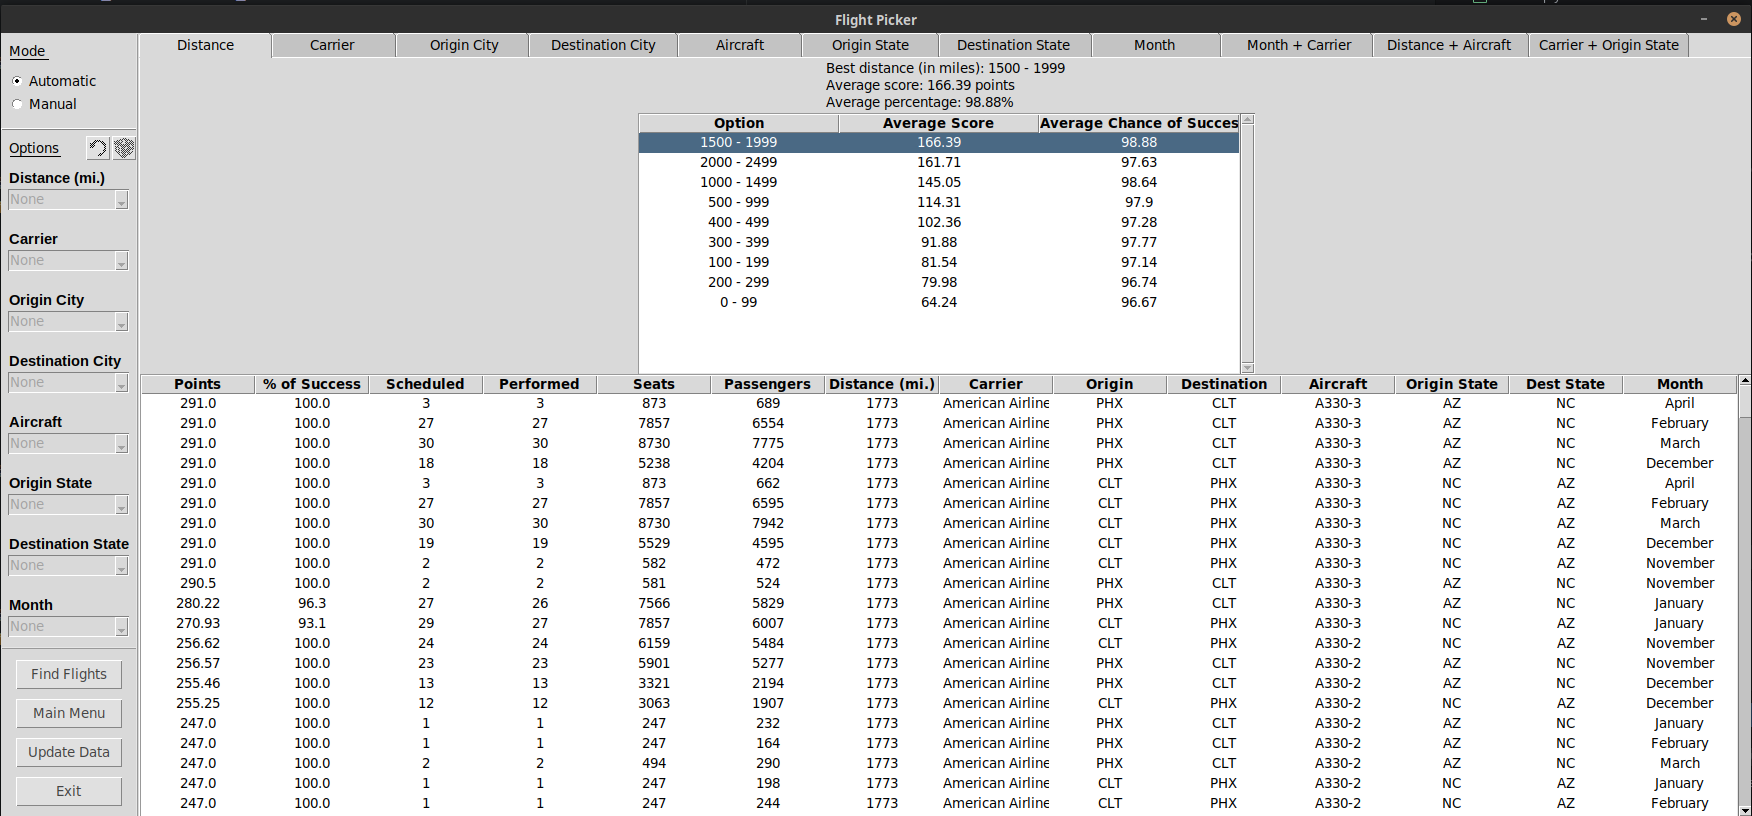 Flight Picker
Mode
Automatic
Manual
Options
Distance (mi.)
None
Carrier
None
Origin City
None
Destination City
None
Aircraft
None
Origin State
None
Destination State
None
Month
None
Find Flights
Main Menu
Update Data
Exit
Distance Carrier Origin City Destination City Aircraft Origin State Destination State Month Month + Carrier Distance + Aircraft Carrier + Origin State
Best distance (in miles): 1500 - 1999
Average score: 166.39 points
Average percentage: 98.88%
Option Average Score Average Chance of Succes
1500 - 1999 166.39 98.88
2000 - 2499 161.71 97.63
1000 - 1499 145.05 98.64
500 - 999 114.31 97.9
400 - 499 102.36 97.28
300 - 399 91.88 97.77
100 - 199 81.54 97.14
200 - 299 79.98 96.74
0 - 99 64.24 96.67
Points % of Success Scheduled Performed Seats Passengers Distance (mi.) Carrier Origin Destination Aircraft Origin State Dest State Month
291.0 100.0 3 3 873 689 1773 American Airline PHX CLT A330-3 AZ NC April
291.0 100.0 27 27 7857 6554 1773 American Airline PHX CLT A330-3 AZ NC February
291.0 100.0 30 30 8730 7775 1773 American Airline PHX CLT A330-3 AZ NC March
291.0 100.0 18 18 5238 4204 1773 American Airline PHX CLT A330-3 AZ NC December
291.0 100.0 3 3 873 662 1773 American Airline CLT PHX A330-3 NC AZ April
291.0 100.0 27 27 7857 6595 1773 American Airline CLT PHX A330-3 NC AZ February
291.0 100.0 30 30 8730 7942 1773 American Airline CLT PHX A330-3 NC AZ March
291.0 100.0 19 19 5529 4595 1773 American Airline CLT PHX A330-3 NC AZ December
291.0 100.0 2 2 582 472 1773 American Airline CLT PHX A330-3 NC AZ November
290.5 100.0 2 2 581 524 1773 American Airline PHX CLT A330-3 AZ NC November
280.22 96.3 27 26 7566 5829 1773 American Airline PHX CLT A330-3 AZ NC January
270.93 93.1 29 27 7857 6007 1773 American Airline CLT PHX A330-3 NC AZ January
256.62 100.0 24 24 6159 5484 1773 American Airline CLT PHX A330-2 NC AZ November
256.57 100.0 23 23 5901 5277 1773 American Airline PHX CLT A330-2 AZ NC November
255.46 100.0 13 13 3321 2194 1773 American Airline PHX CLT A330-2 AZ NC December
255.25 100.0 12 12 3063 1907 1773 American Airline CLT PHX A330-2 NC AZ December
247.0 100.0 1 1 247 232 1773 American Airline PHX CLT A330-2 AZ NC January
247.0 100.0 1 1 247 164 1773 American Airline PHX CLT A330-2 AZ NC February
247.0 100.0 2 2 494 290 1773 American Airline PHX CLT A330-2 AZ NC March
247.0 100.0 1 1 247 198 1773 American Airline CLT PHX A330-2 NC AZ January
247.0 100.0 1 1 247 244 1773 American Airline CLT PHX A330-2 NC AZ February